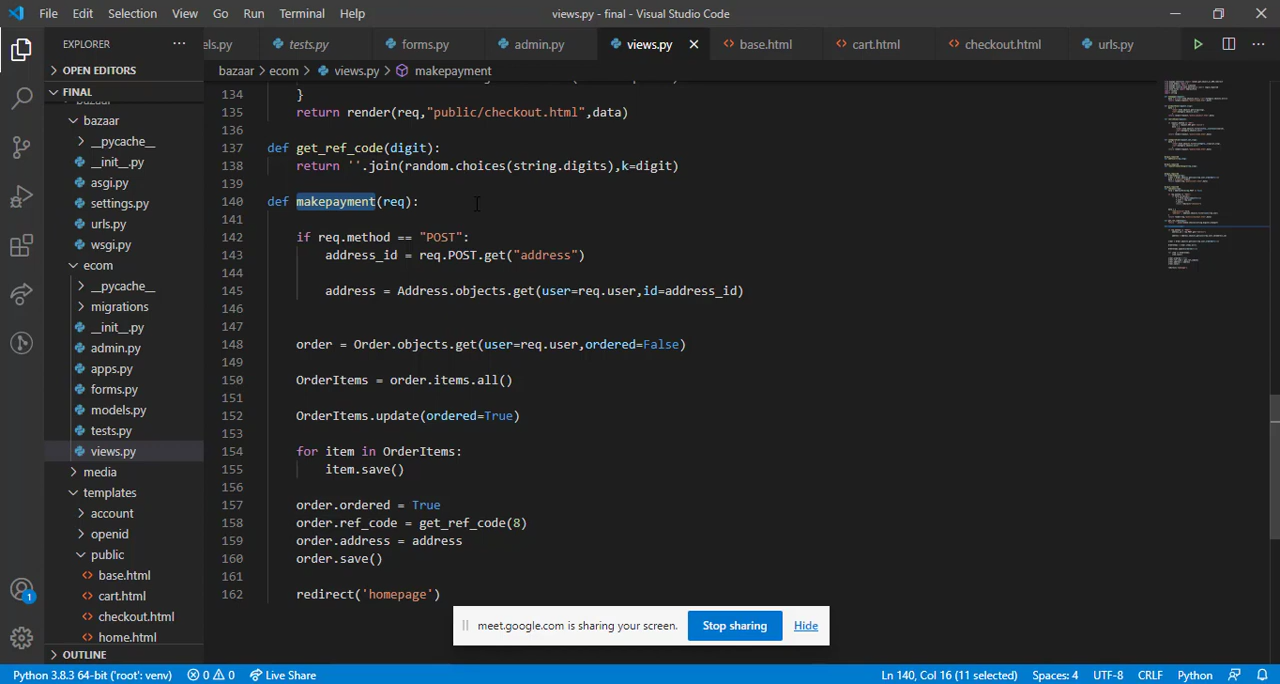 File Edit Selection View Go Run Terminal Help
views.py - final - Visual Studio Code
EXPLORER
els.py tests.py forms.py admin.py views.py base.html cart.html checkout.html urls.py
OPEN EDITORS
bazaar > ecom > views.py > makepayment
FINAL
bazaar
__pycache__
__init__.py
asgi.py
settings.py
urls.py
wsgi.py
ecom
__pycache__
migrations
__init__.py
admin.py
apps.py
forms.py
models.py
tests.py
views.py
media
templates
account
openid
public
base.html
cart.html
checkout.html
home.html
OUTLINE
134 }
135 return render(req,"public/checkout.html",data)
136
137 def get_ref_code(digit):
138 return ''.join(random.choices(string.digits),k=digit)
139
140 def makepayment(req):
141
142 if req.method == "POST":
143 address_id = req.POST.get("address")
144
145 address = Address.objects.get(user=req.user,id=address_id)
146
147
148 order = Order.objects.get(user=req.user,ordered=False)
149
150 OrderItems = order.items.all()
151
152 OrderItems.update(ordered=True)
153
154 for item in OrderItems:
155 item.save()
156
157 order.ordered = True
158 order.ref_code = get_ref_code(8)
159 order.address = address
160 order.save()
161
162 redirect('homepage')
meet.google.com is sharing your screen. Stop sharing Hide
1
Python 3.8.3 64-bit ('root': venv) 0 0 Live Share Ln 140, Col 16 (11 selected) Spaces: 4 UTF-8 CRLF Python